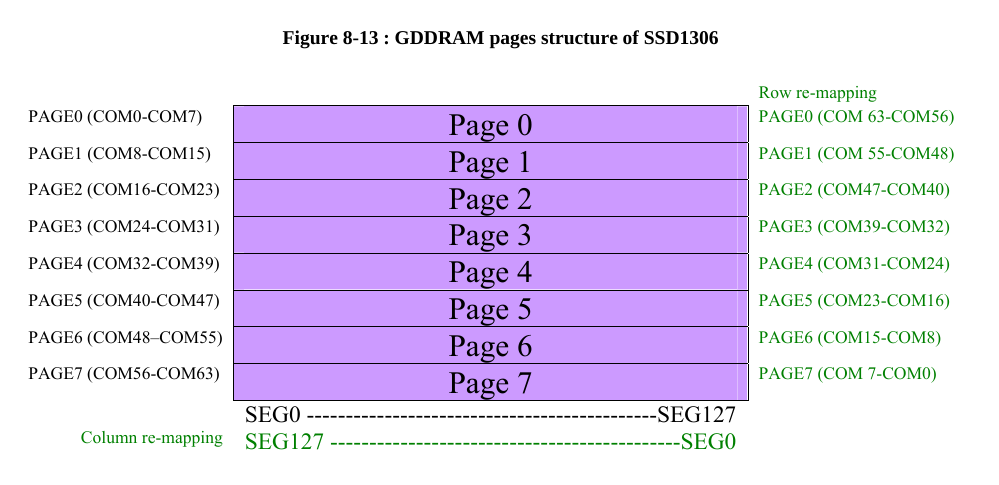 Figure 8-13 : GDDRAM pages structure of SSD1306
Row re-mapping
PAGE0 (COM0-COM7) Page 0 PAGE0 (COM 63-COM56)
PAGE1 (COM8-COM15) Page 1 PAGE1 (COM 55-COM48)
PAGE2 (COM16-COM23) Page 2 PAGE2 (COM47-COM40)
PAGE3 (COM24-COM31) Page 3 PAGE3 (COM39-COM32)
PAGE4 (COM32-COM39) Page 4 PAGE4 (COM31-COM24)
PAGE5 (COM40-COM47) Page 5 PAGE5 (COM23-COM16)
PAGE6 (COM48–COM55) Page 6 PAGE6 (COM15-COM8)
PAGE7 (COM56-COM63) Page 7 PAGE7 (COM 7-COM0)
SEG0 ---------------------------------------------SEG127
Column re-mapping SEG127 ---------------------------------------------SEG0